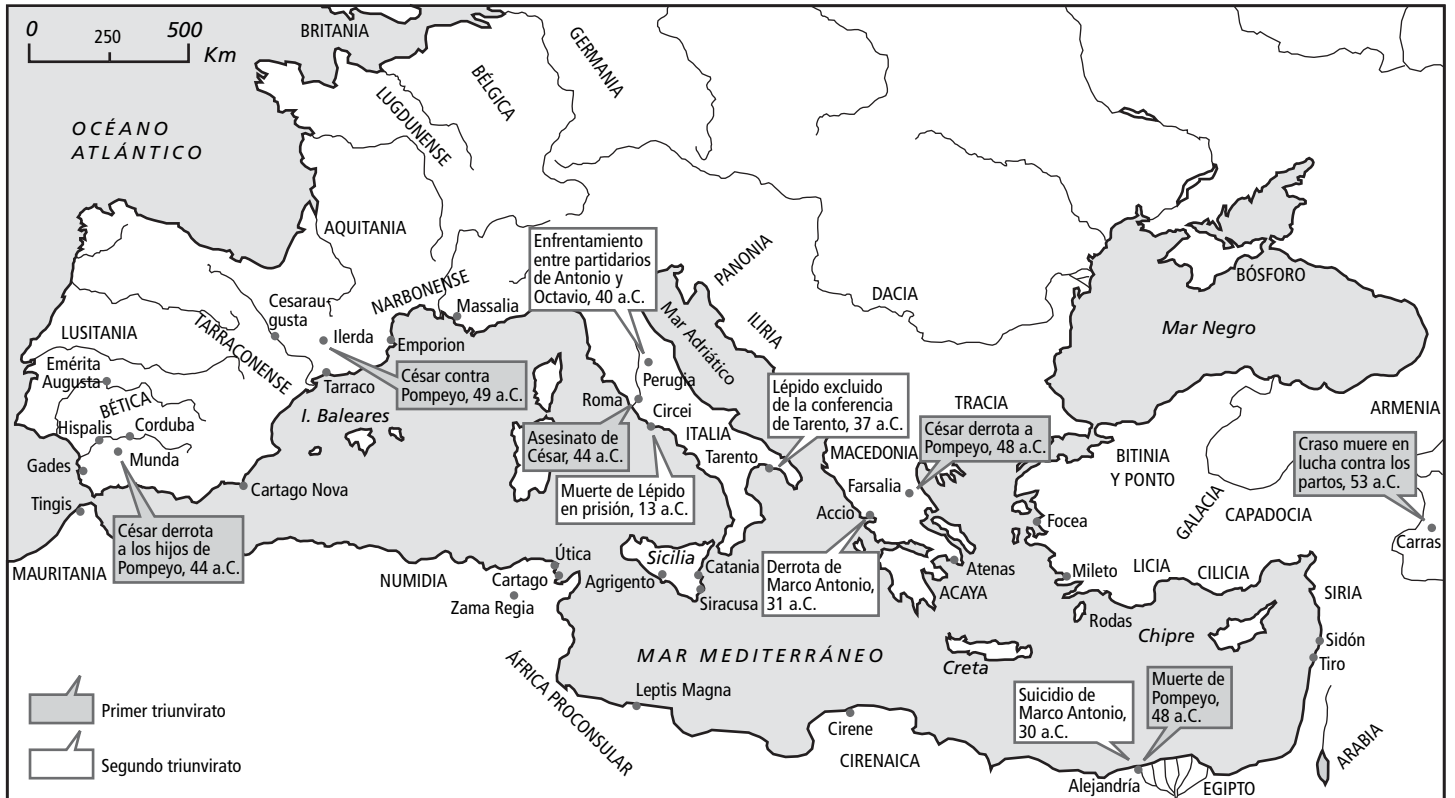 0
250
500
Km
BRITANIA
GERMANIA
BÉLGICA
LUGDUNENSE
OCÉANO
ATLÁNTICO
AQUITANIA
NARBONENSE
Massalia
Enfrentamiento
entre partidarios
de Antonio y
Octavio, 40 a.C.
PANONIA
DACIA
BÓSFORO
Mar Negro
ILIRIA
Mar Adriático
Cesarau-
gusta
Ilerda
Emporion
LUSITANIA
TARRACONENSE
Emérita
Augusta
BÉTICA
Hispalis
Corduba
Munda
Gades
Tingis
Tarraco
I. Baleares
Cartago Nova
César contra
Pompeyo, 49 a.C.
César derrota
a los hijos de
Pompeyo, 44 a.C.
Perugia
Roma
Circei
ITALIA
Tarento
Asesinato de
César, 44 a.C.
Muerte de Lépido
en prisión, 13 a.C.
Lépido excluido
de la conferencia
de Tarento, 37 a.C.
TRACIA
César derrota a
Pompeyo, 48 a.C.
MACEDONIA
Farsalia
Accio
Derrota de
Marco Antonio,
31 a.C.
Atenas
ACAYA
ARMENIA
BITINIA
Y PONTO
Craso muere en
lucha contra los
partos, 53 a.C.
GALACIA
CAPADOCIA
Carras
Focea
Mileto
LICIA
CILICIA
SIRIA
Rodas
Chipre
Sidón
Tiro
MAURITANIA
NUMIDIA
Útica
Cartago
Zama Regia
Sicilia
Agrigento
Catania
Siracusa
MAR MEDITERRÁNEO
Creta
ÁFRICA PROCONSULAR
Leptis Magna
Cirene
CIRENAICA
Suicidio de
Marco Antonio,
30 a.C.
Muerte de
Pompeyo,
48 a.C.
Alejandría
EGIPTO
ARABIA
Primer triunvirato
Segundo triunvirato